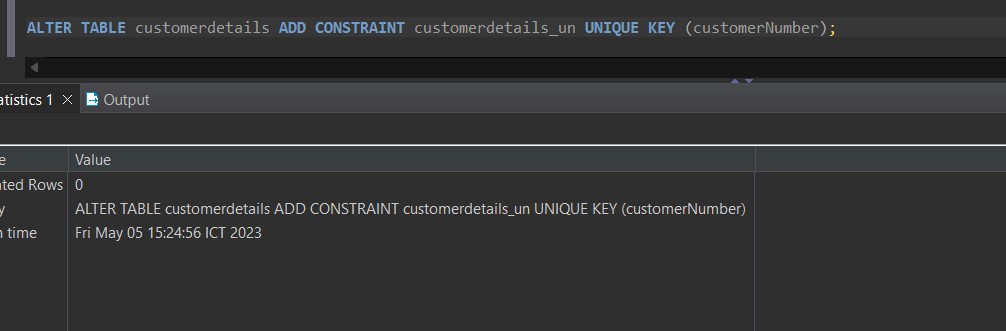 ALTER TABLE customerdetails ADD CONSTRAINT customerdetails_un UNIQUE KEY (customerNumber);
atistics 1 Output
e Value
ated Rows 0
y ALTER TABLE customerdetails ADD CONSTRAINT customerdetails_un UNIQUE KEY (customerNumber)
time Fri May 05 15:24:56 ICT 2023